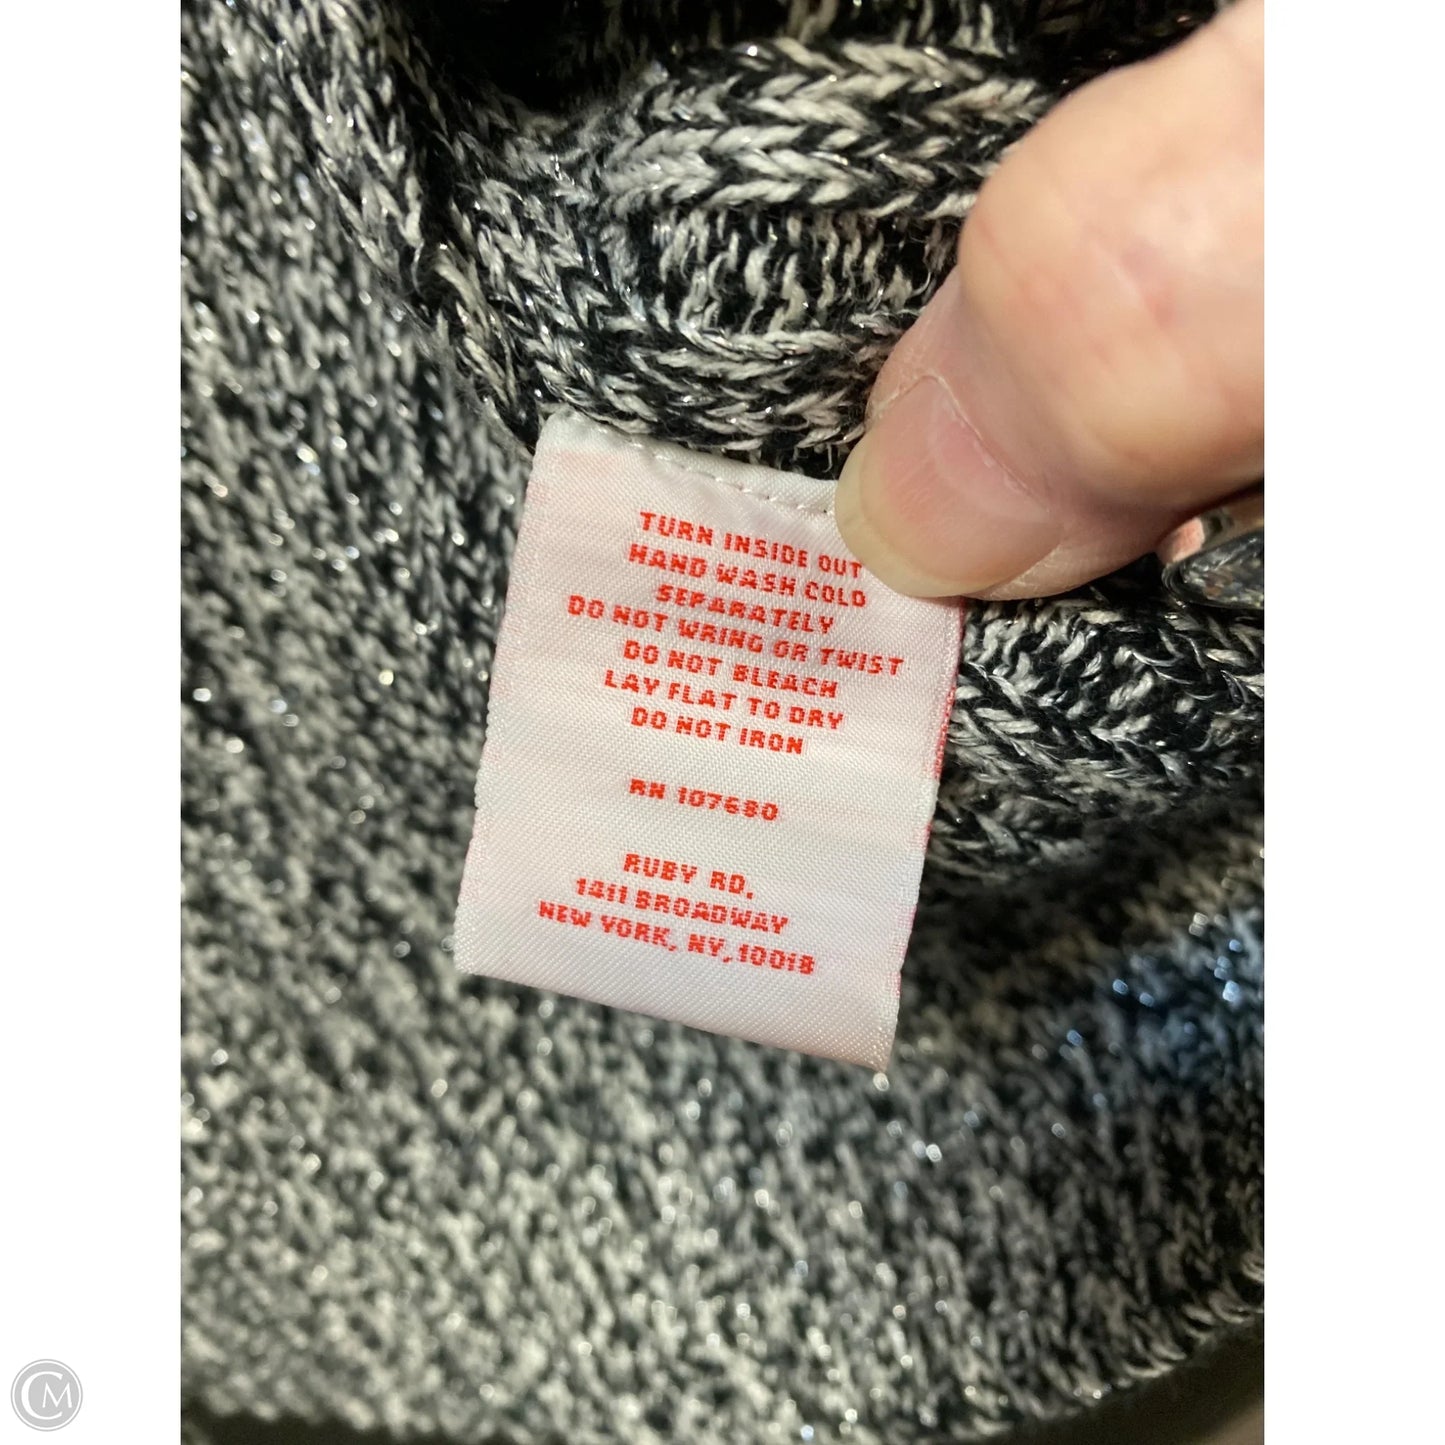 TURN INSIDE OUT
HAND WASH COLD
SEPARATELY
DO NOT WRING OR TWIST
DO NOT BLEACH
LAY FLAT TO DRY
DO NOT IRON
RN 107680
RUBY RD.
1411 BROADWAY
NEW YORK, NY, 10018
CM